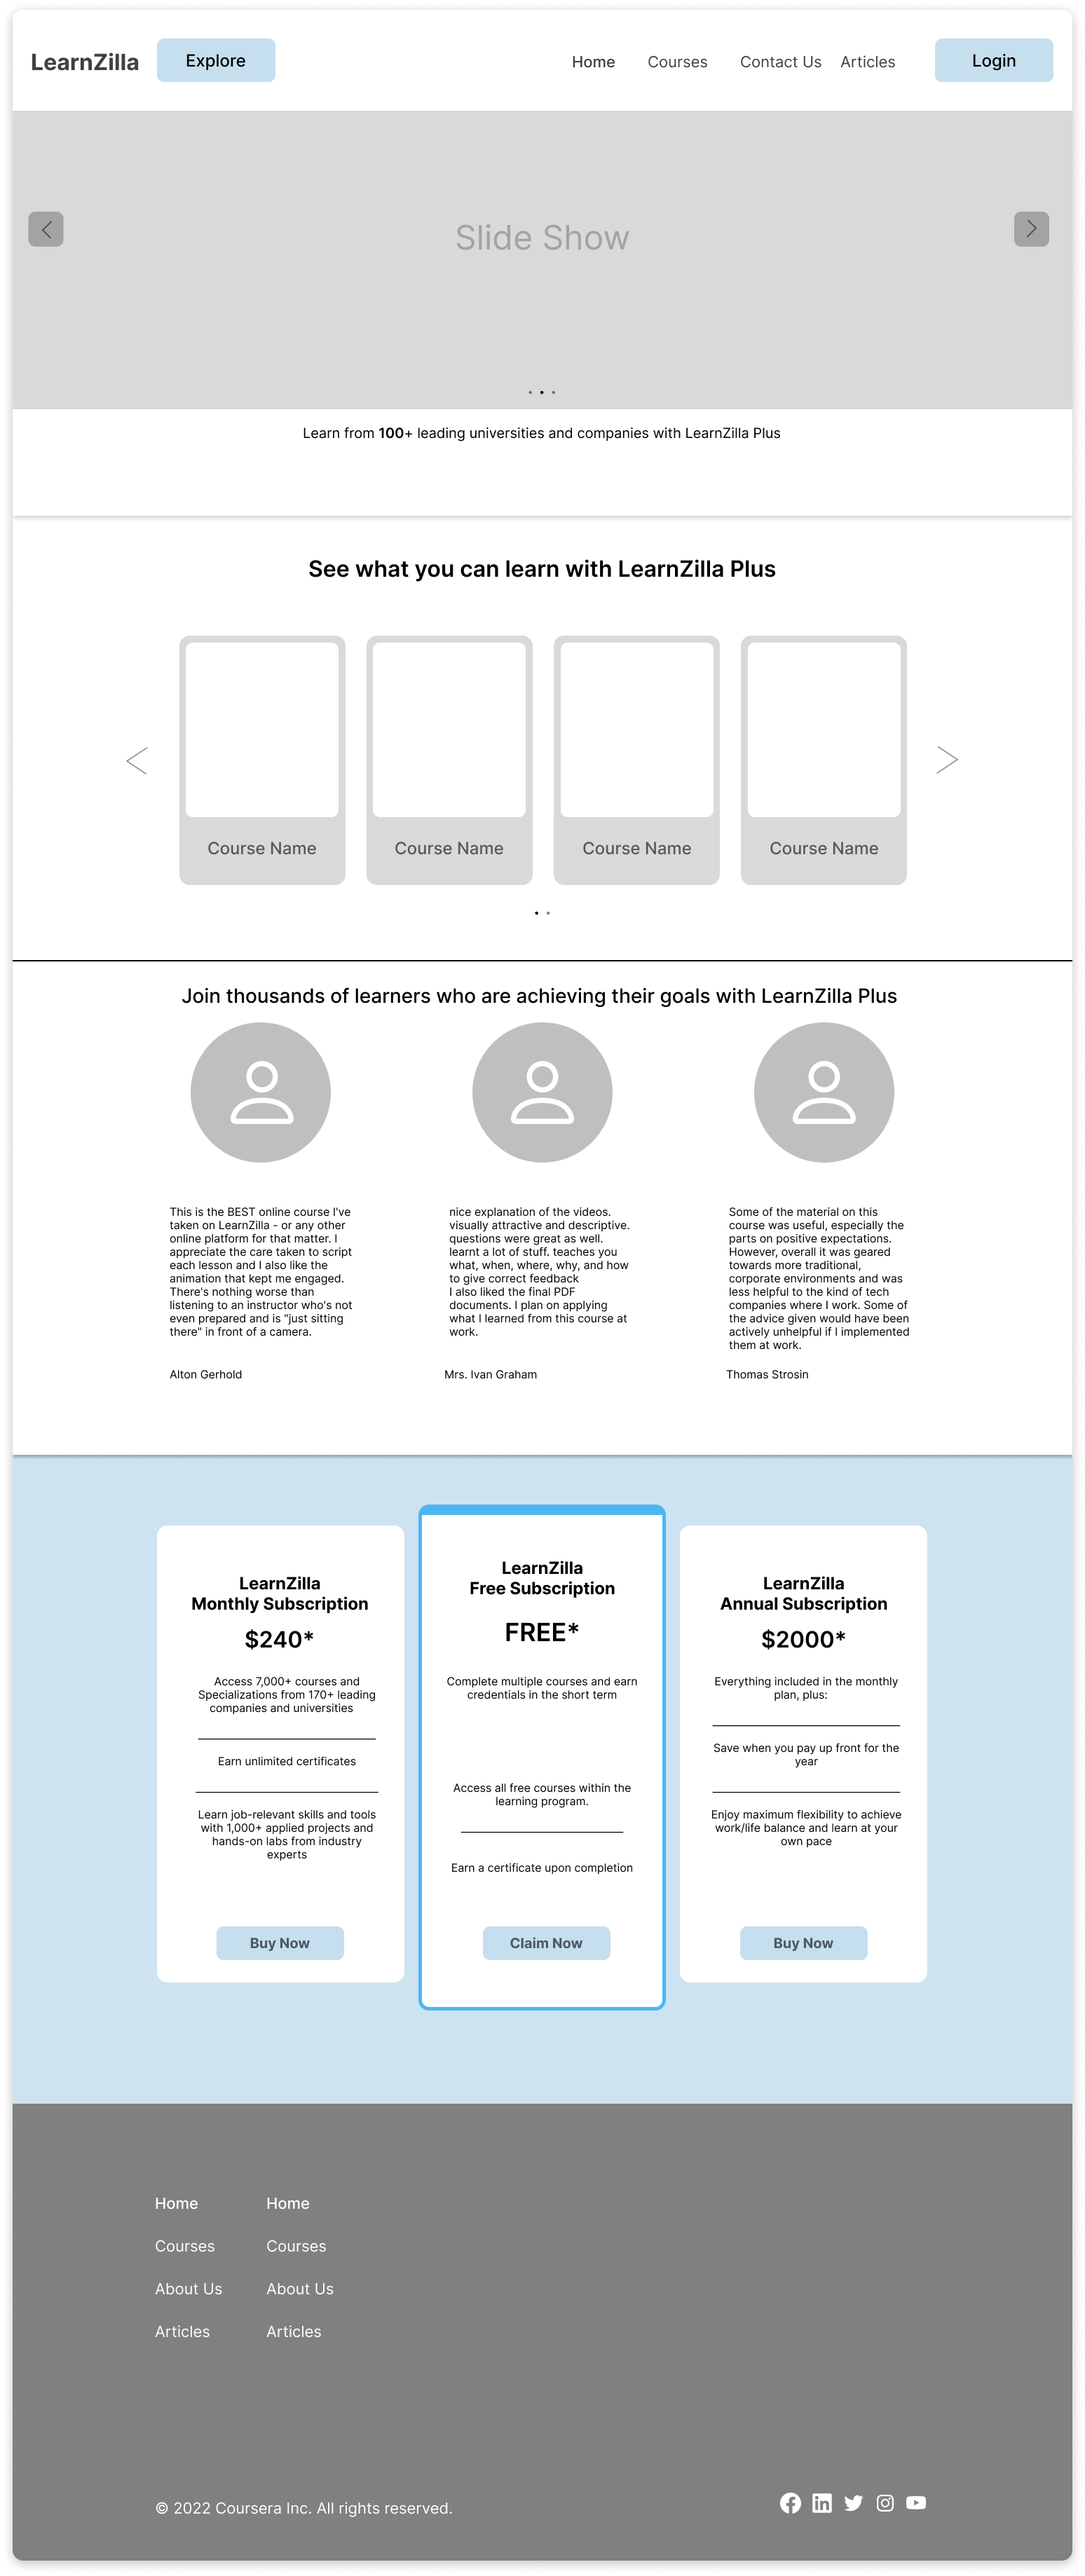 LearnZilla
Explore
Home
Courses
Contact Us
Articles
Login
Slide Show
Learn from 100+ leading universities and companies with LearnZilla Plus
See what you can learn with LearnZilla Plus
Course Name
Course Name
Course Name
Course Name
Join thousands of learners who are achieving their goals with LearnZilla Plus
This is the BEST online course I've
taken on LearnZilla - or any other
online platform for that matter. I
appreciate the care taken to script
each lesson and I also like the
animation that kept me engaged.
There's nothing worse than
listening to an instructor who's not
even prepared and is "just sitting
there" in front of a camera.
Alton Gerhold
nice explanation of the videos.
visually attractive and descriptive.
questions were great as well.
learnt a lot of stuff. teaches you
what, when, where, why, and how
to give correct feedback
I also liked the final PDF
documents. I plan on applying
what I learned from this course at
work.
Mrs. Ivan Graham
Some of the material on this
course was useful, especially the
parts on positive expectations.
However, overall it was geared
towards more traditional,
corporate environments and was
less helpful to the kind of tech
companies where I work. Some of
the advice given would have been
actively unhelpful if I implemented
them at work.
Thomas Strosin
LearnZilla
Monthly Subscription
$240*
Access 7,000+ courses and
Specializations from 170+ leading
companies and universities
Earn unlimited certificates
Learn job-relevant skills and tools
with 1,000+ applied projects and
hands-on labs from industry
experts
Buy Now
LearnZilla
Free Subscription
FREE*
Complete multiple courses and earn
credentials in the short term
Access all free courses within the
learning program.
Earn a certificate upon completion
Claim Now
LearnZilla
Annual Subscription
$2000*
Everything included in the monthly
plan, plus:
Save when you pay up front for the
year
Enjoy maximum flexibility to achieve
work/life balance and learn at your
own pace
Buy Now
Home
Courses
About Us
Articles
Home
Courses
About Us
Articles
© 2022 Coursera Inc. All rights reserved.